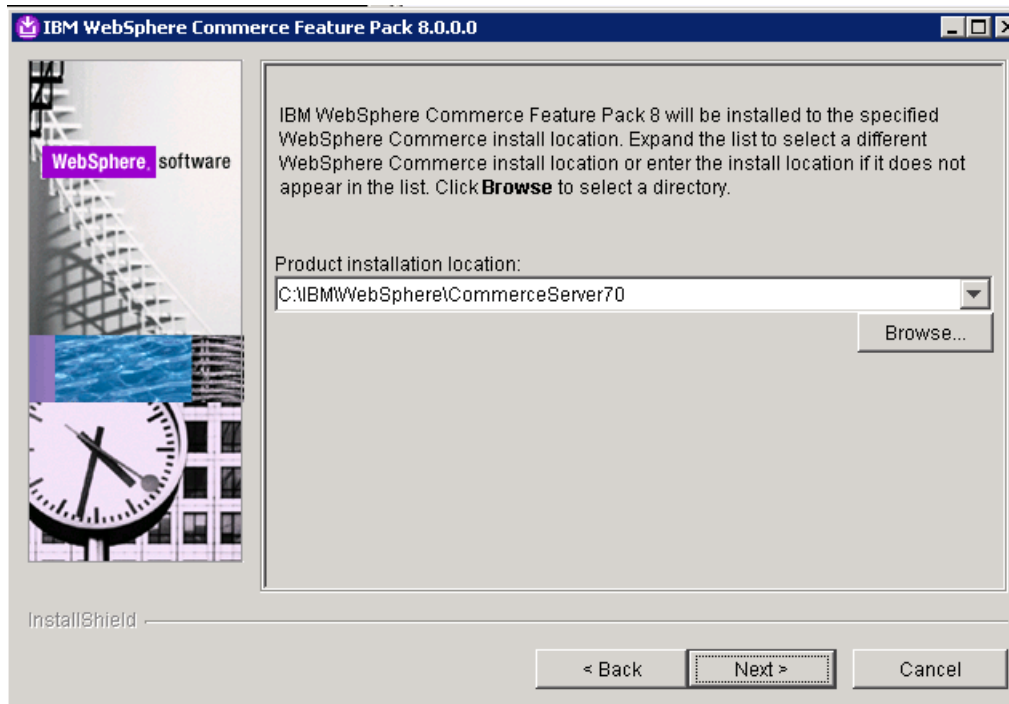 IBM WebSphere Commerce Feature Pack 8.0.0.0
WebSphere. software
IBM WebSphere Commerce Feature Pack 8 will be installed to the specified
WebSphere Commerce install location. Expand the list to select a different
WebSphere Commerce install location or enter the install location if it does not
appear in the list. Click Browse to select a directory.
Product installation location:
C:\IBM\WebSphere\CommerceServer70
Browse...
InstallShield
< Back
Next >
Cancel